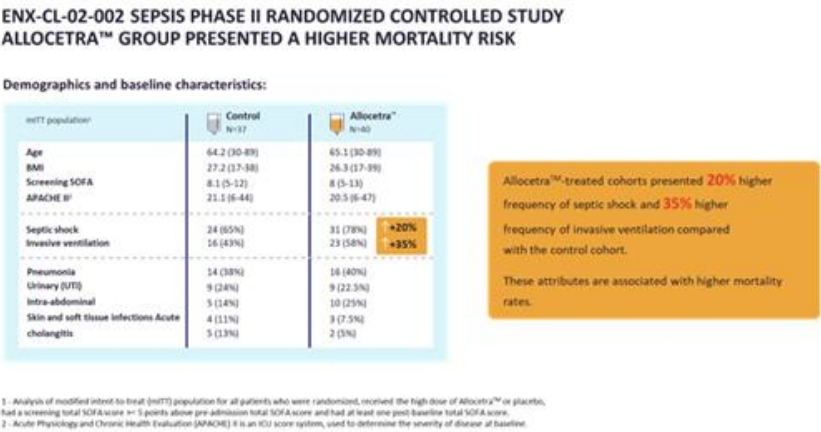 ENX-CL-02-002 SEPSIS PHASE II RANDOMIZED CONTROLLED STUDY
ALLOCETRA™ GROUP PRESENTED A HIGHER MORTALITY RISK
Demographics and baseline characteristics:
mITT population¹ Control Allocetra™
N=37 N=40
Age 64.2 (30-89) 65.1 (30-89)
BMI 27.2 (17-38) 26.3 (17-39)
Screening SOFA 8.1 (5-12) 8 (5-13)
APACHE II² 21.1 (6-44) 20.5 (6-47)
Septic shock 24 (65%) 31 (78%) ↑+20%
Invasive ventilation 16 (43%) 23 (58%) ↑+35%
Pneumonia 14 (38%) 16 (40%)
Urinary (UTI) 9 (24%) 9 (22.5%)
Intra-abdominal 5 (14%) 10 (25%)
Skin and soft tissue infections Acute 4 (11%) 3 (7.5%)
cholangitis 5 (13%) 2 (5%)
Allocetra™-treated cohorts presented 20% higher
frequency of septic shock and 35% higher
frequency of invasive ventilation compared
with the control cohort.
These attributes are associated with higher mortality
rates.
1 - Analysis of modified intent-to-treat (mITT) population for all patients who were randomized, received the high dose of Allocetra™ or placebo,
had a screening total SOFA score >= 5 points above pre-admission total SOFA score and had at least one post-baseline total SOFA score.
2 - Acute Physiology and Chronic Health Evaluation (APACHE) II is an ICU score system, used to determine the severity of disease at baseline.